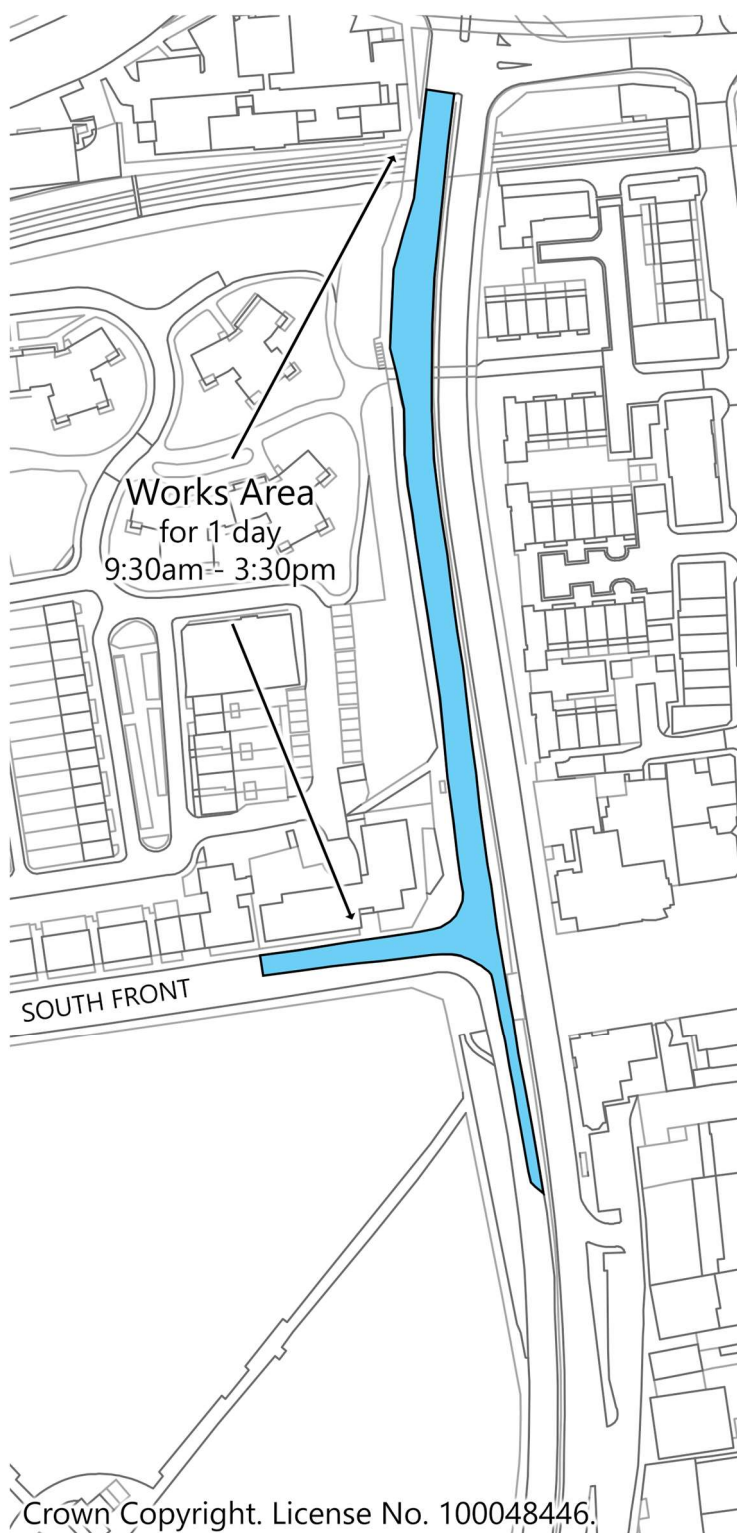 Works Area
for 1 day
9:30am - 3:30pm
SOUTH FRONT
Crown Copyright. License No. 100048446.